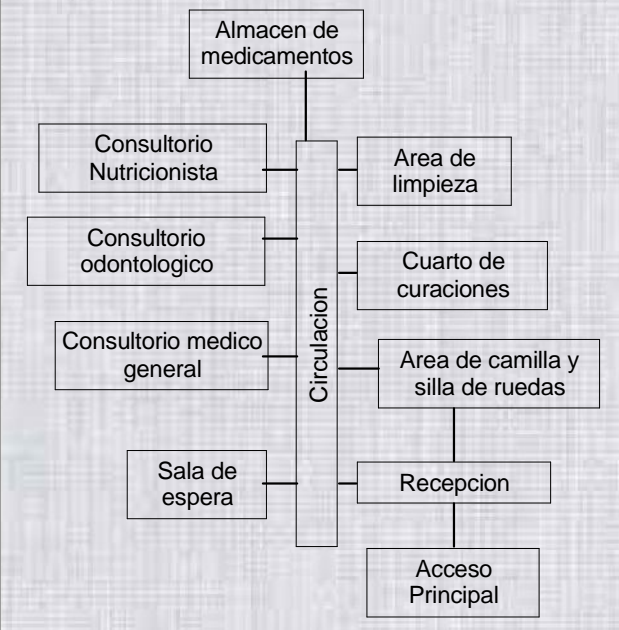 Almacen de
medicamentos
Consultorio
Nutricionista
Area de
limpieza
Consultorio
odontologico
Cuarto de
curaciones
Circulacion
Consultorio medico
general
Area de camilla y
silla de ruedas
Sala de
espera
Recepcion
Acceso
Principal